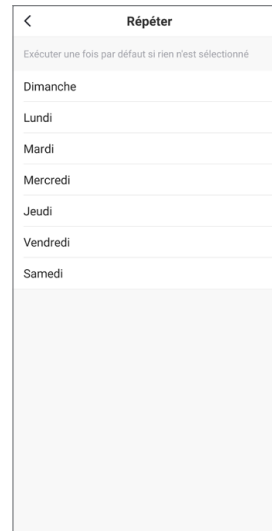 Répéter
Exécuter une fois par défaut si rien n'est sélectionné
Dimanche
Lundi
Mardi
Mercredi
Jeudi
Vendredi
Samedi